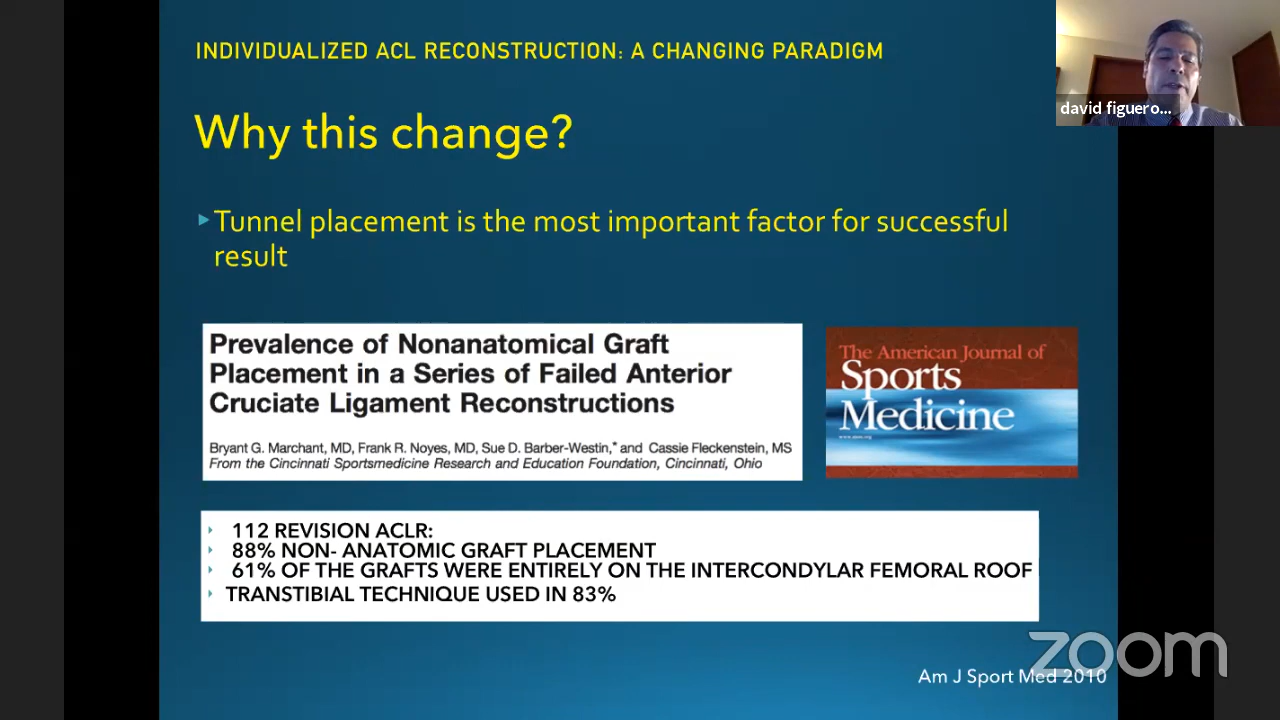 INDIVIDUALIZED ACL RECONSTRUCTION: A CHANGING PARADIGM
david figuero...
Why this change?
Tunnel placement is the most important factor for successful
result
Prevalence of Nonanatomical Graft
Placement in a Series of Failed Anterior
Cruciate Ligament Reconstructions
Bryant G. Marchant, MD, Frank R. Noyes, MD, Sue D. Barber-Westin,* and Cassie Fleckenstein, MS
From the Cincinnati Sportsmedicine Research and Education Foundation, Cincinnati, Ohio
The American Journal of
Sports
Medicine
112 REVISION ACLR:
88% NON- ANATOMIC GRAFT PLACEMENT
61% OF THE GRAFTS WERE ENTIRELY ON THE INTERCONDYLAR FEMORAL ROOF
TRANSTIBIAL TECHNIQUE USED IN 83%
zoom
Am J Sport Med 2010